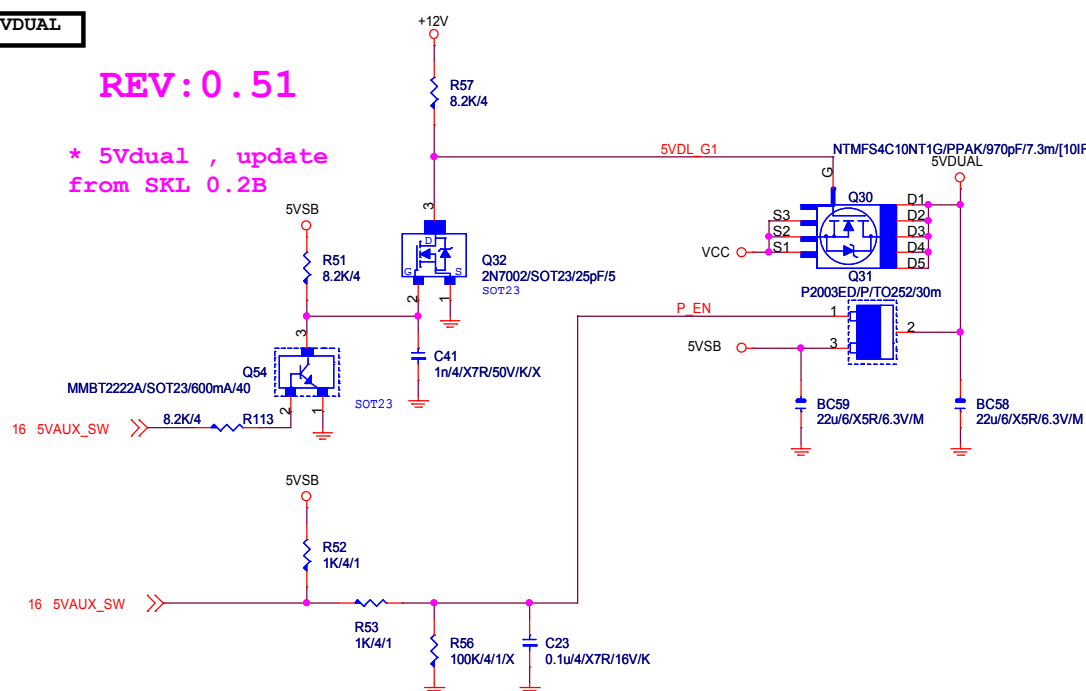 VDUAL
REV:0.51
* 5Vdual , update
from SKL 0.2B
+12V
R57
8.2K/4
5VDL_G1
NTMFS4C10NT1G/PPAK/970pF/7.3m/[10IF
5VDUAL
G
Q30
S3
S2
S1
D1
D2
D3
D4
D5
VCC
Q31
P2003ED/P/TO252/30m
5VSB
R51
8.2K/4
3
D
G
S
Q32
2N7002/SOT23/25pF/5
SOT23
2
1
P_EN
1
2
5VSB
3
3
Q54
MMBT2222A/SOT23/600mA/40
SOT23
C41
1n/4/X7R/50V/K/X
2
1
16 5VAUX_SW
8.2K/4
R113
BC59
22u/6/X5R/6.3V/M
BC58
22u/6/X5R/6.3V/M
5VSB
R52
1K/4/1
16 5VAUX_SW
R53
1K/4/1
R56
100K/4/1/X
C23
0.1u/4/X7R/16V/K